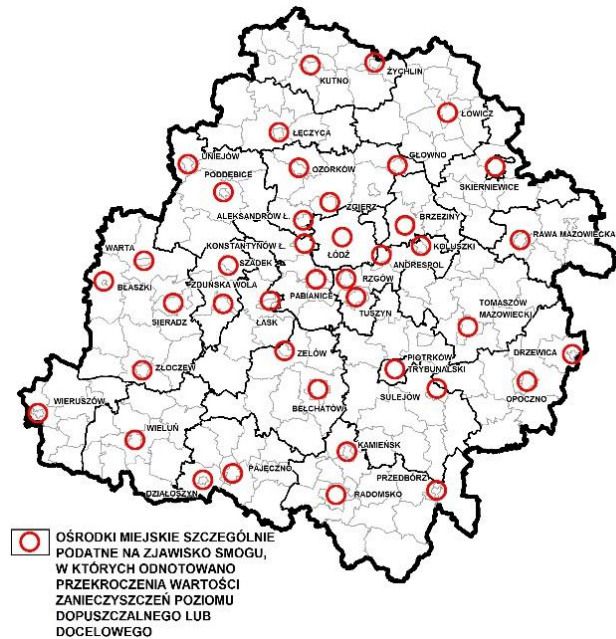 KUTNO
ŻYCHLIN
ŁOWICZ
ŁĘCZYCA
UNIEJÓW
OZORKÓW
GŁOWNO
SKIERNIEWICE
PODDĘBICE
ZGIERZ
ALEKSANDRÓW Ł.
BRZEZINY
RAWA MAZOWIECKA
KONSTANTYNÓW Ł.
ŁÓDŹ
KOLUSZKI
WARTA
SZADEK
ANDRESPOL
BŁASZKI
ZDUŃSKA WOLA
PABIANICE
RZGÓW
SIERADZ
ŁASK
TUSZYN
TOMASZÓW
MAZOWIECKI
ZŁOCZEW
ZELÓW
PIOTRKÓW
TRYBUNALSKI
DRZEWICA
BEŁCHATÓW
SULEJÓW
OPOCZNO
WIERUSZÓW
WIELUŃ
KAMIEŃSK
PAJĘCZNO
PRZEDBÓRZ
DZIAŁOSZYN
RADOMSKO
OŚRODKI MIEJSKIE SZCZEGÓLNIE
PODATNE NA ZJAWISKO SMOGU,
W KTÓRYCH ODNOTOWANO
PRZEKROCZENIA WARTOŚCI
ZANIECZYSZCZEŃ POZIOMU
DOPUSZCZALNEGO LUB
DOCELOWEGO